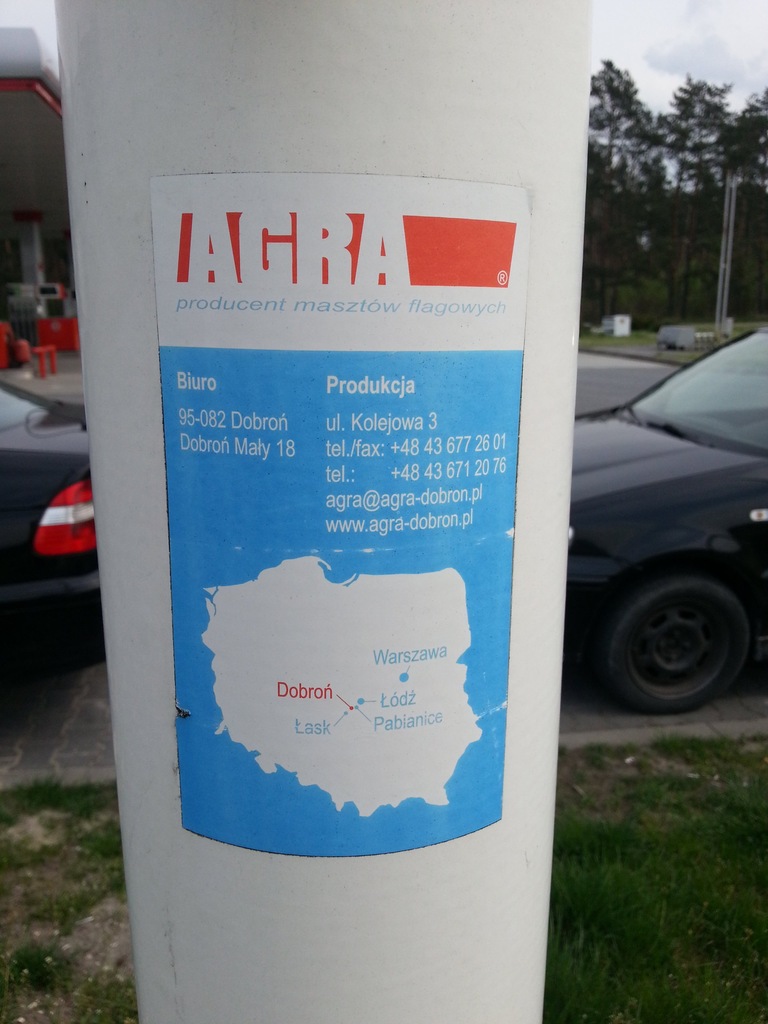 AGRA ®
producent masztów flagowych
Biuro
95-082 Dobroń
Dobroń Mały 18
Produkcja
ul. Kolejowa 3
tel./fax: +48 43 677 26 01
tel.: +48 43 671 20 76
agra@agra-dobron.pl
www.agra-dobron.pl
Warszawa
Dobroń
Łódź
Łask
Pabianice